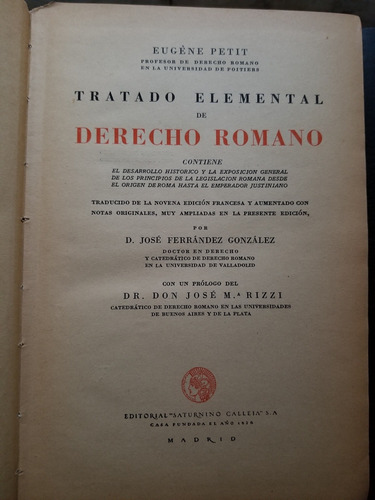 EUGÉNE PETIT
PROFESOR DE DERECHO ROMANO
EN LA UNIVERSIDAD DE POITIERS
TRATADO ELEMENTAL
DE
DERECHO ROMANO
CONTIENE
EL DESARROLLO HISTORICO Y LA EXPOSICION GENERAL
DE LOS PRINCIPIOS DE LA LEGISLACION ROMANA DESDE
EL ORIGEN DE ROMA HASTA EL EMPERADOR JUSTINIANO
TRADUCIDO DE LA NOVENA EDICIÓN FRANCESA Y AUMENTADO CON
NOTAS ORIGINALES, MUY AMPLIADAS EN LA PRESENTE EDICIÓN,
POR
D. JOSÉ FERRÁNDEZ GONZÁLEZ
DOCTOR EN DERECHO
Y CATEDRÁTICO DE DERECHO ROMANO
EN LA UNIVERSIDAD DE VALLADOLID
CON UN PRÓLOGO DEL
DR. DON JOSÉ M.ª RIZZI
CATEDRÁTICO DE DERECHO ROMANO EN LAS UNIVERSIDADES
DE BUENOS AIRES Y DE LA PLATA
EDITORIAL "SATURNINO CALLEJA" S.A
CASA FUNDADA EL AÑO
MADRID